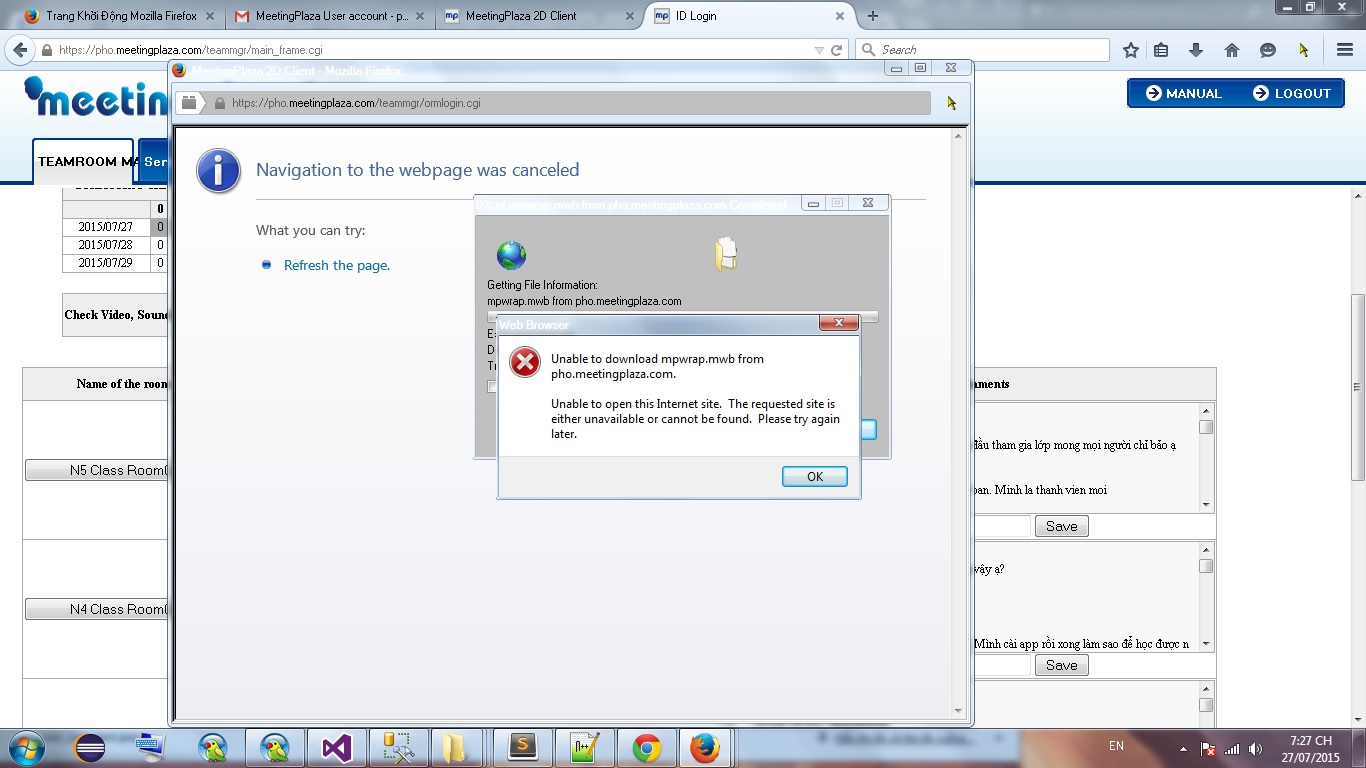 Trang Khởi Động Mozilla Firefox
MeetingPlaza User account - p...
MeetingPlaza 2D Client
ID Login
https://pho.meetingplaza.com/teammgr/main_frame.cgi
Search
meetin
MANUAL
LOGOUT
TEAMROOM MA
Ser
MeetingPlaza 2D Client - Mozilla Firefox
https://pho.meetingplaza.com/teammgr/ormlogin.cgi
Navigation to the webpage was canceled
What you can try:
Refresh the page.
0
2015/07/27 0
2015/07/28 0
2015/07/29 0
Check Video, Soun
Name of the room
N5 Class Room
N4 Class Room
0% of mpwrap.mwb from pho.meetingplaza.com Completed
Getting File Information:
mpwrap.mwb from pho.meetingplaza.com
Es
D
Tr
Web Browser
Unable to download mpwrap.mwb from
pho.meetingplaza.com.
Unable to open this Internet site. The requested site is
either unavailable or cannot be found. Please try again
later.
OK
mments
đầu tham gia lớp mong mọi người chỉ bảo ạ
ban. Minh la thanh vien moi
Save
vậy ạ?
Mình cài app rồi xong làm sao để học được n
Save
EN
7:27 CH
27/07/2015